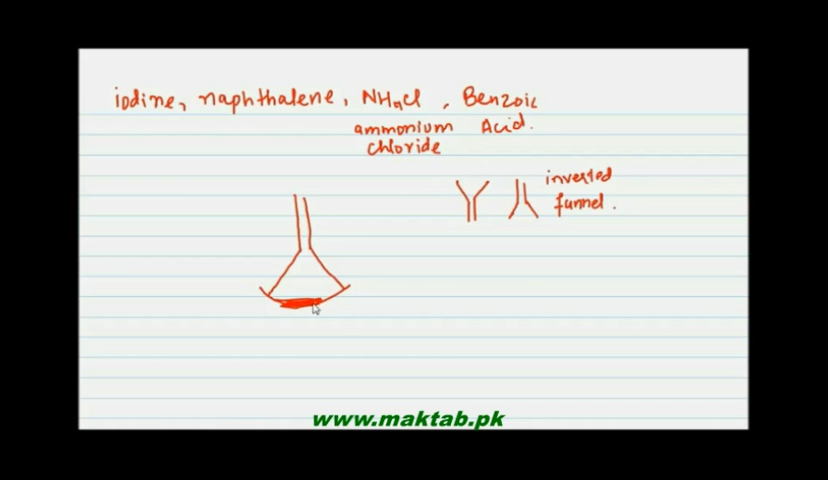 iodine, naphthalene, NH4Cl, Benzoic
ammonium Acid.
chloride
inverted
funnel.
www.maktab.pk